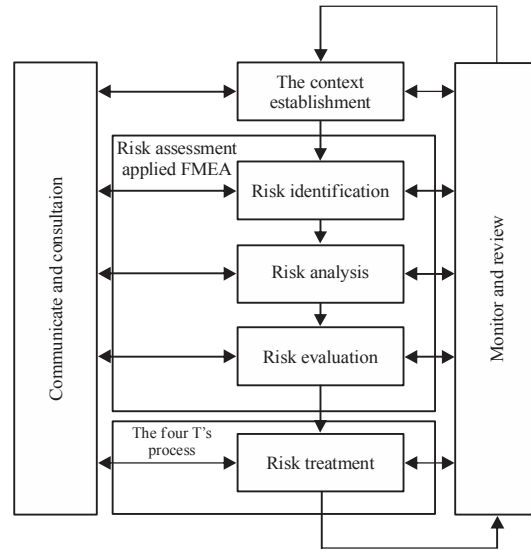 The context
establishment
Risk assessment
applied FMEA
Risk identification
Risk analysis
Risk evaluation
The four T's
process
Risk treatment
Communicate and consultaion
Monitor and review